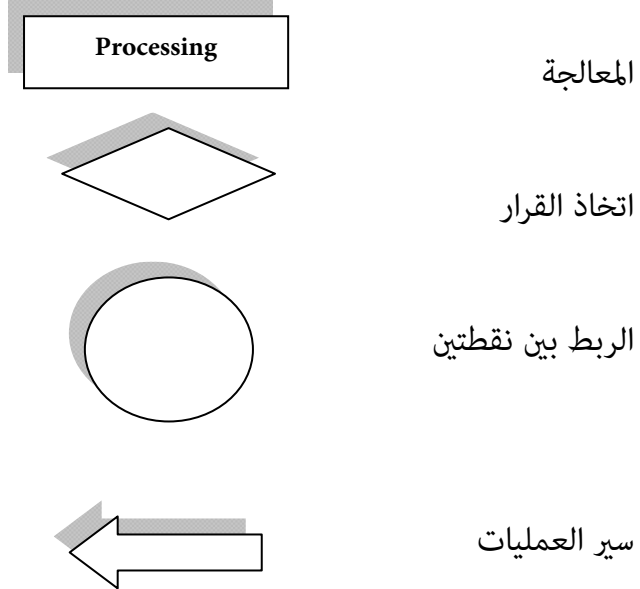 Processing
المعالجة
اتخاذ القرار
الربط بين نقطتين
سير العمليات